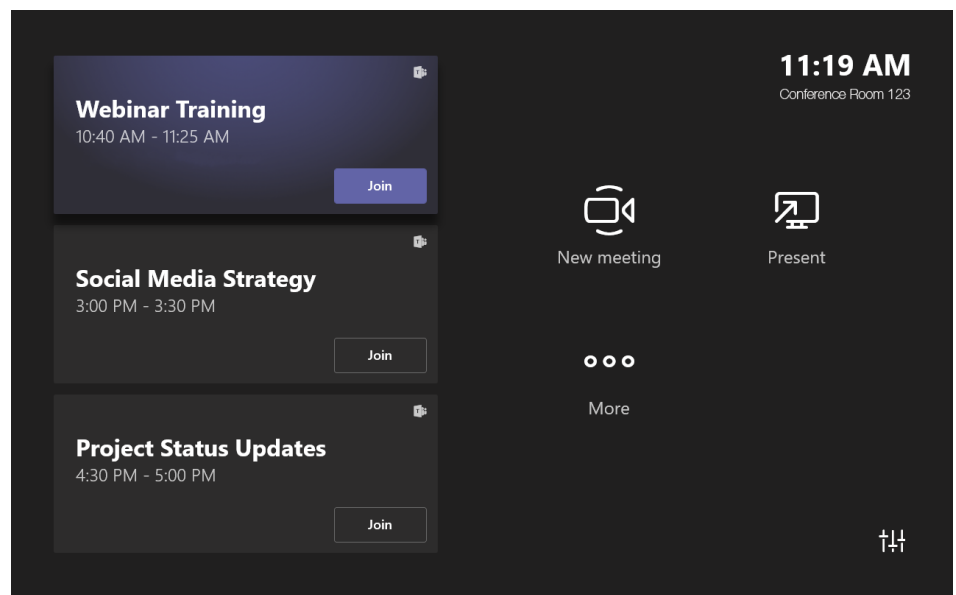 Webinar Training
10:40 AM - 11:25 AM
Join
Social Media Strategy
3:00 PM - 3:30 PM
Join
Project Status Updates
4:30 PM - 5:00 PM
Join
11:19 AM
Conference Room 123
New meeting
Present
More